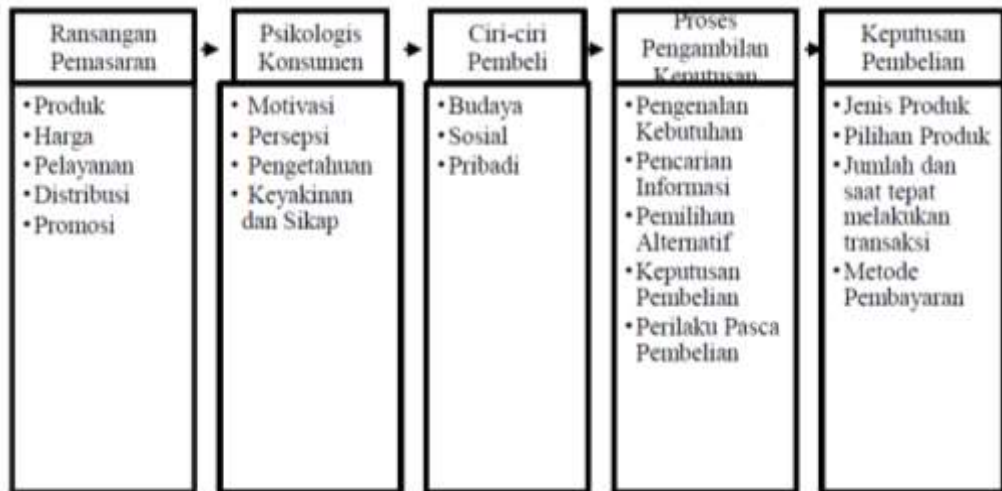 Ransangan
Pemasaran
•Produk
•Harga
•Pelayanan
•Distribusi
•Promosi
Psikologis
Konsumen
• Motivasi
• Persepsi
• Pengetahuan
• Keyakinan
dan Sikap
Ciri-ciri
Pembeli
•Budaya
•Sosial
•Pribadi
Proses
Pengambilan
Keputusan
•Pengenalan
Kebutuhan
•Pencarian
Informasi
•Pemilihan
Alternatif
•Keputusan
Pembelian
•Perilaku Pasca
Pembelian
Keputusan
Pembelian
•Jenis Produk
•Pilihan Produk
•Jumlah dan
saat tepat
melakukan
transaksi
•Metode
Pembayaran